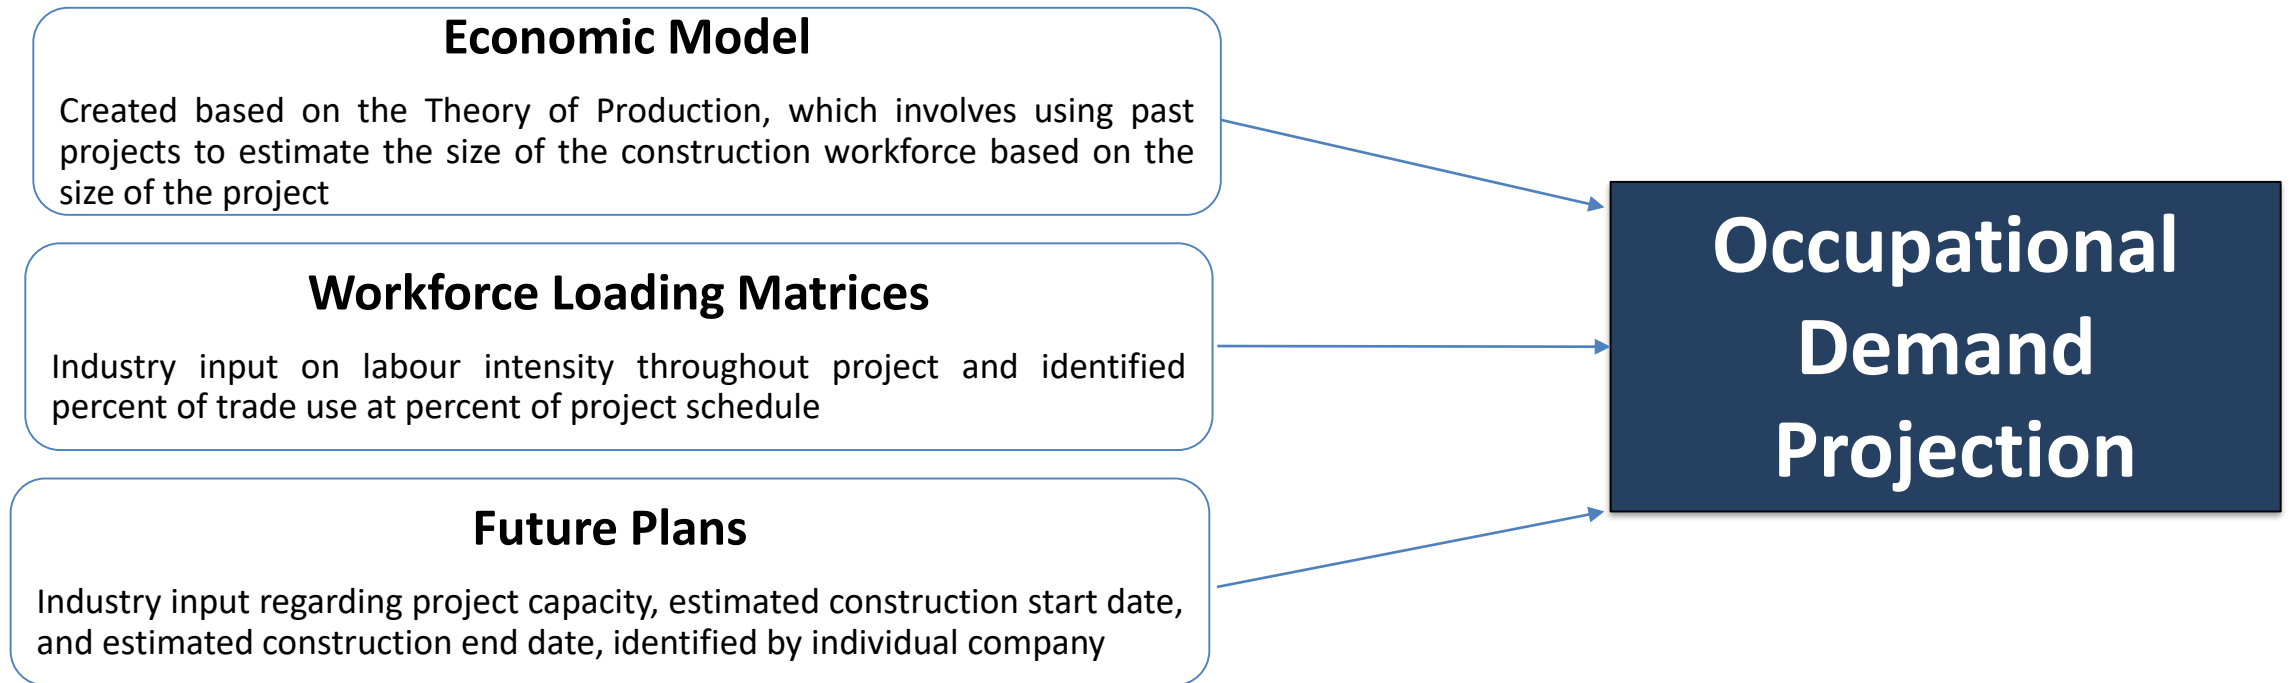 Economic Model
Created based on the Theory of Production, which involves using past
projects to estimate the size of the construction workforce based on the
size of the project
Workforce Loading Matrices
Industry input on labour intensity throughout project and identified
percent of trade use at percent of project schedule
Future Plans
Industry input regarding project capacity, estimated construction start date,
and estimated construction end date, identified by individual company
Occupational
Demand
Projection